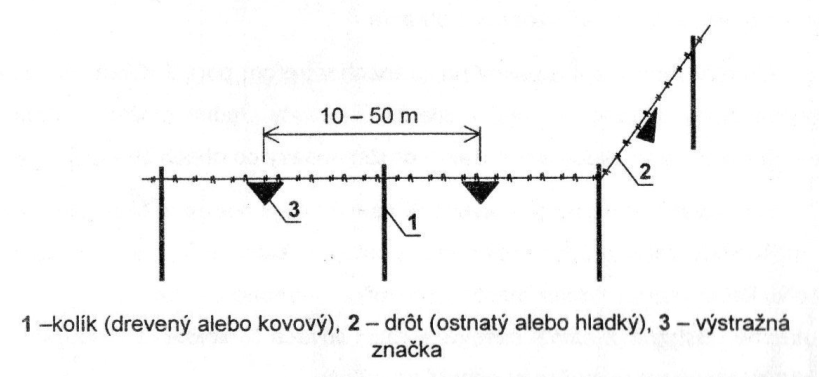 10 – 50 m
2
3
1
1 –kolík (drevený alebo kovový), 2 – drôt (ostnatý alebo hladký), 3 – výstražná
značka